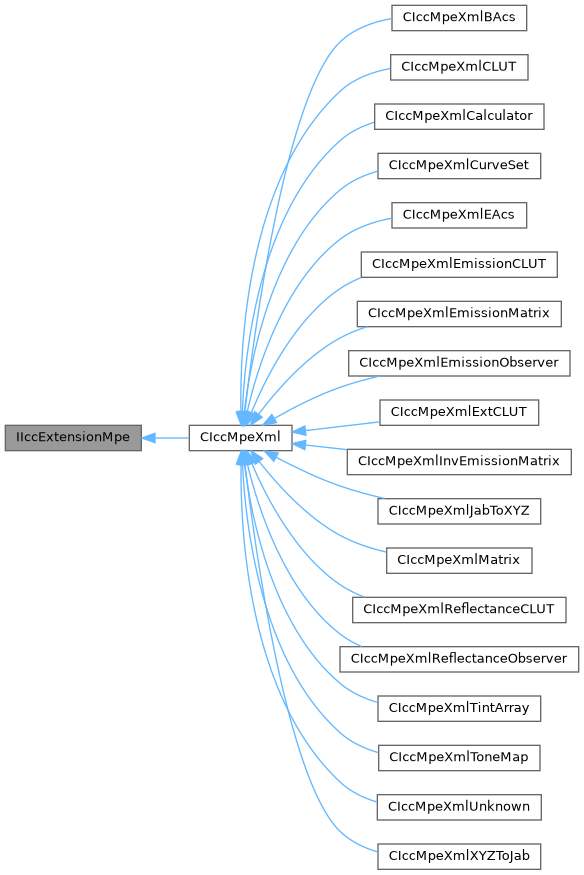 CIccMpeXmlBAcs
CIccMpeXmlCLUT
CIccMpeXmlCalculator
CIccMpeXmlCurveSet
CIccMpeXmlEAcs
CIccMpeXmlEmissionCLUT
CIccMpeXmlEmissionMatrix
CIccMpeXmlEmissionObserver
CIccMpeXmlExtCLUT
IIccExtensionMpe
CIccMpeXml
CIccMpeXmlInvEmissionMatrix
CIccMpeXmlJabToXYZ
CIccMpeXmlMatrix
CIccMpeXmlReflectanceCLUT
CIccMpeXmlReflectanceObserver
CIccMpeXmlTintArray
CIccMpeXmlToneMap
CIccMpeXmlUnknown
CIccMpeXmlXYZToJab